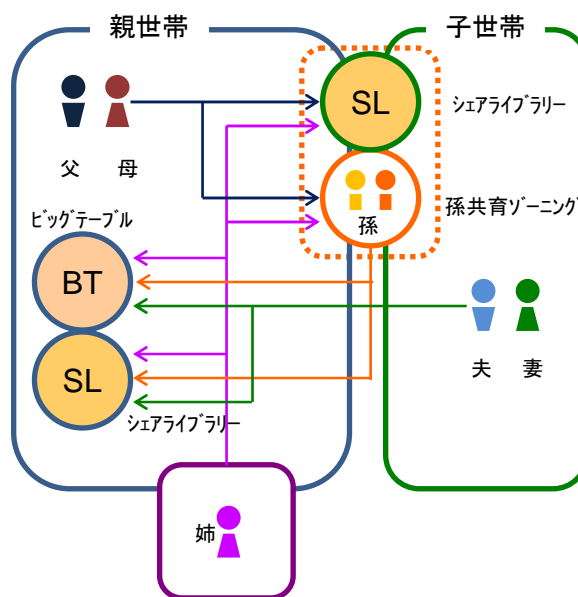 親世帯
子世帯
SL
シェアライブラリー
父 母
孫
孫共育ゾーニング
ビッグテーブル
BT
夫 妻
SL
シェアライブラリー
姉